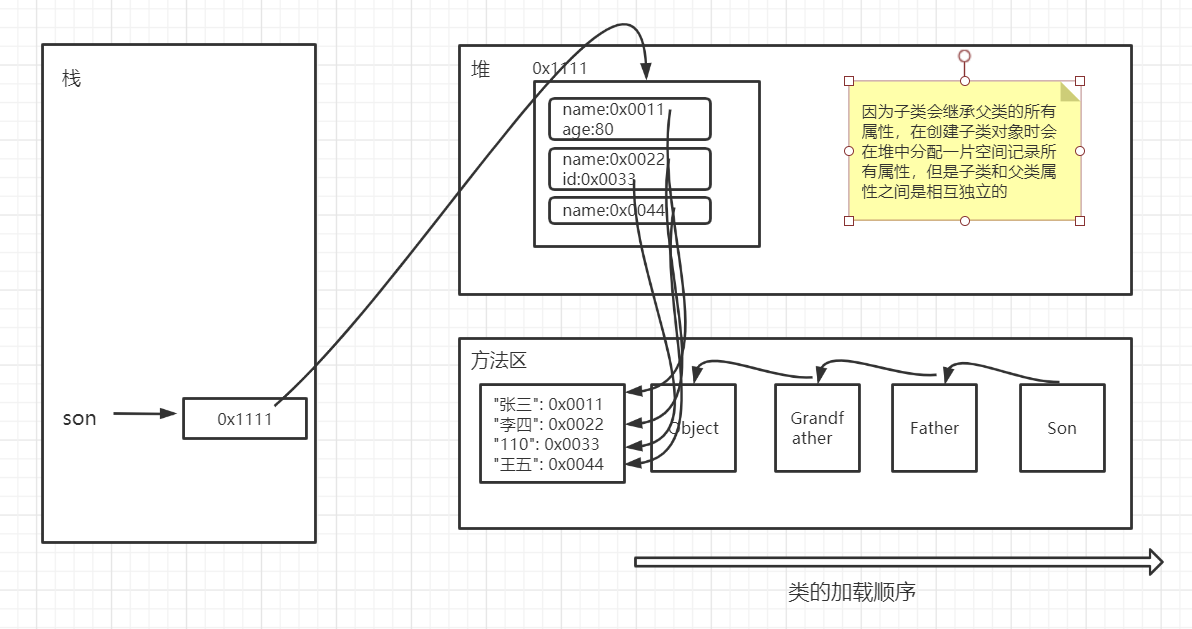 栈
son
0x1111
堆
0x1111
name:0x0011
age:80
name:0x0022
id:0x0033
name:0x0044
因为子类会继承父类的所有
属性，在创建子类对象时会
在堆中分配一片空间记录所
有属性，但是子类和父类属
性之间是相互独立的
方法区
"张三": 0x0011
"李四": 0x0022
"110": 0x0033
"王五": 0x0044
Object
Grandf
ather
Father
Son
类的加载顺序